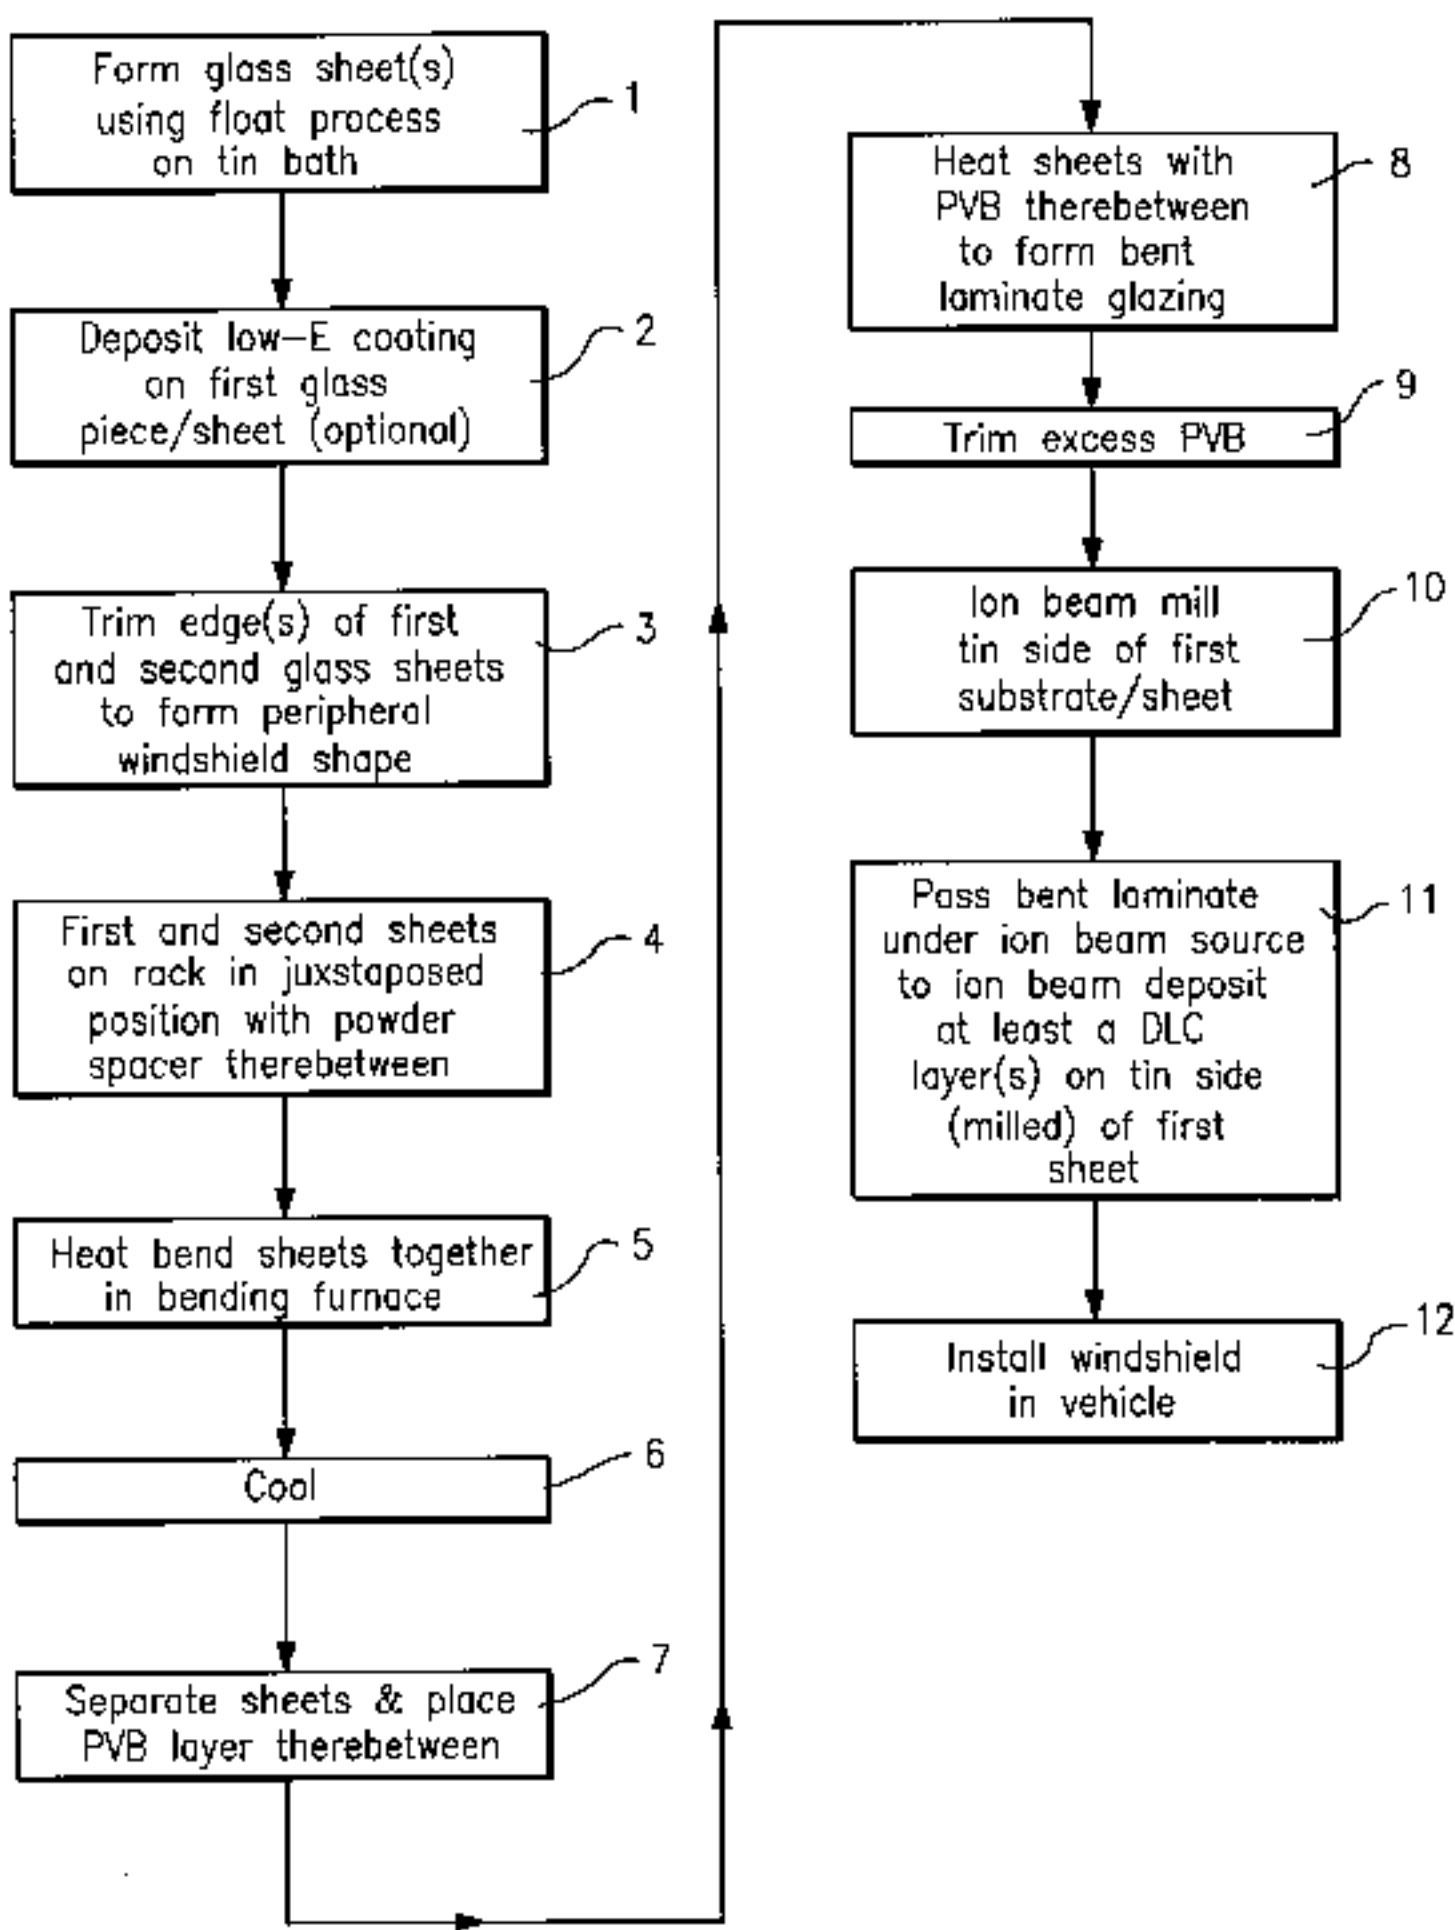 Form glass sheet(s)
using float process
on tin bath
1
Deposit low-E coating
on first glass
piece/sheet (optional)
2
Trim edge(s) of first
and second glass sheets
to form peripheral
windshield shape
3
First and second sheets
on rack in juxstaposed
position with powder
spacer therebetween
4
Heat bend sheets together
in bending furnace
5
Cool
6
Separate sheets & place
PVB layer therebetween
7
Heat sheets with
PVB therebetween
to form bent
laminate glazing
8
Trim excess PVB
9
Ion beam mill
tin side of first
substrate/sheet
10
Pass bent laminate
under ion beam source
to ion beam deposit
at least a DLC
layer(s) on tin side
(milled) of first
sheet
11
Install windshield
in vehicle
12